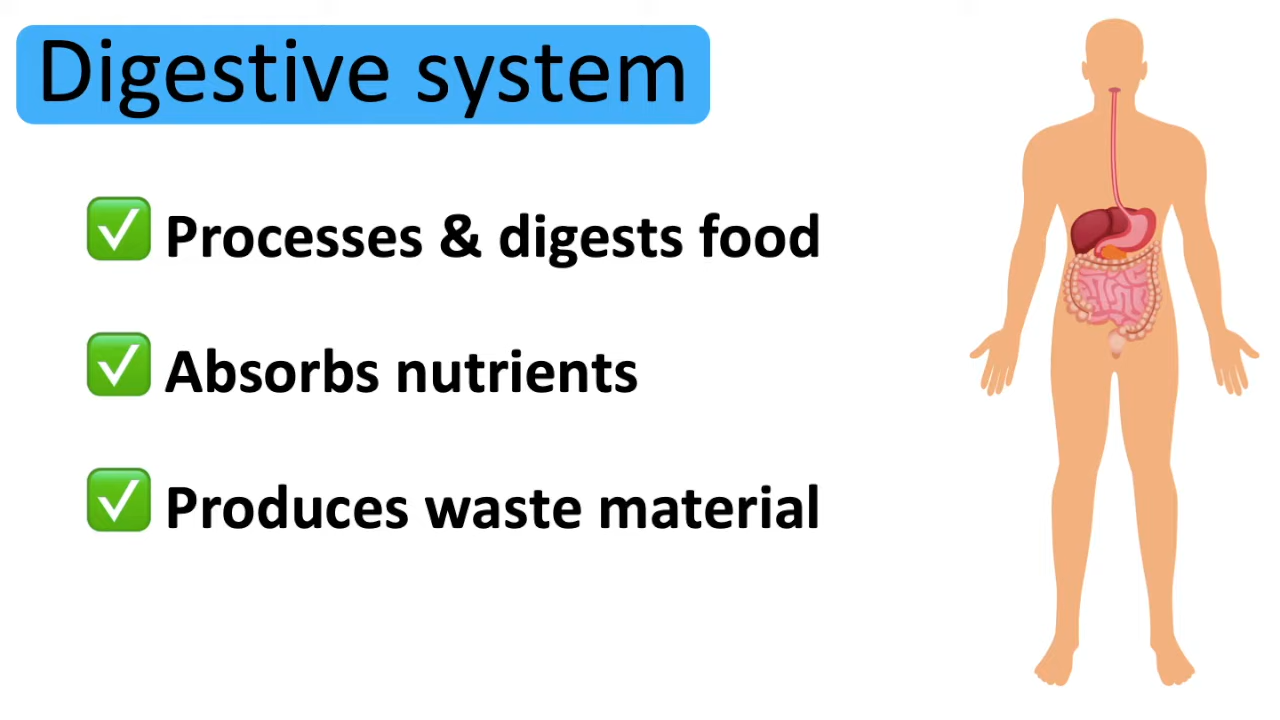 Digestive system
✅ Processes & digests food
✅ Absorbs nutrients
✅ Produces waste material